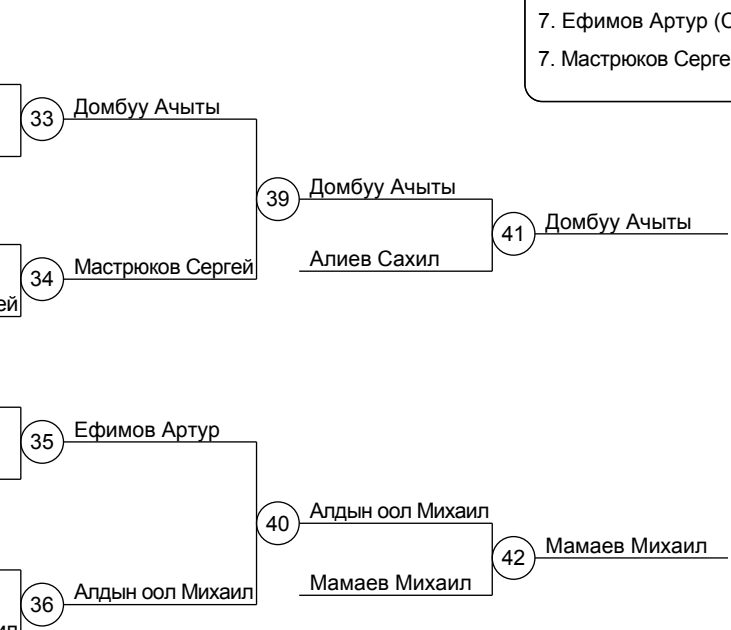 7. Ефимов Артур (С
7. Мастрюков Серге
33
Домбуу Ачыты
39
Домбуу Ачыты
41
Домбуу Ачыты
Алиев Сахил
34
Мастрюков Сергей
ей
35
Ефимов Артур
40
Алдын оол Михаил
42
Мамаев Михаил
Мамаев Михаил
36
Алдын оол Михаил